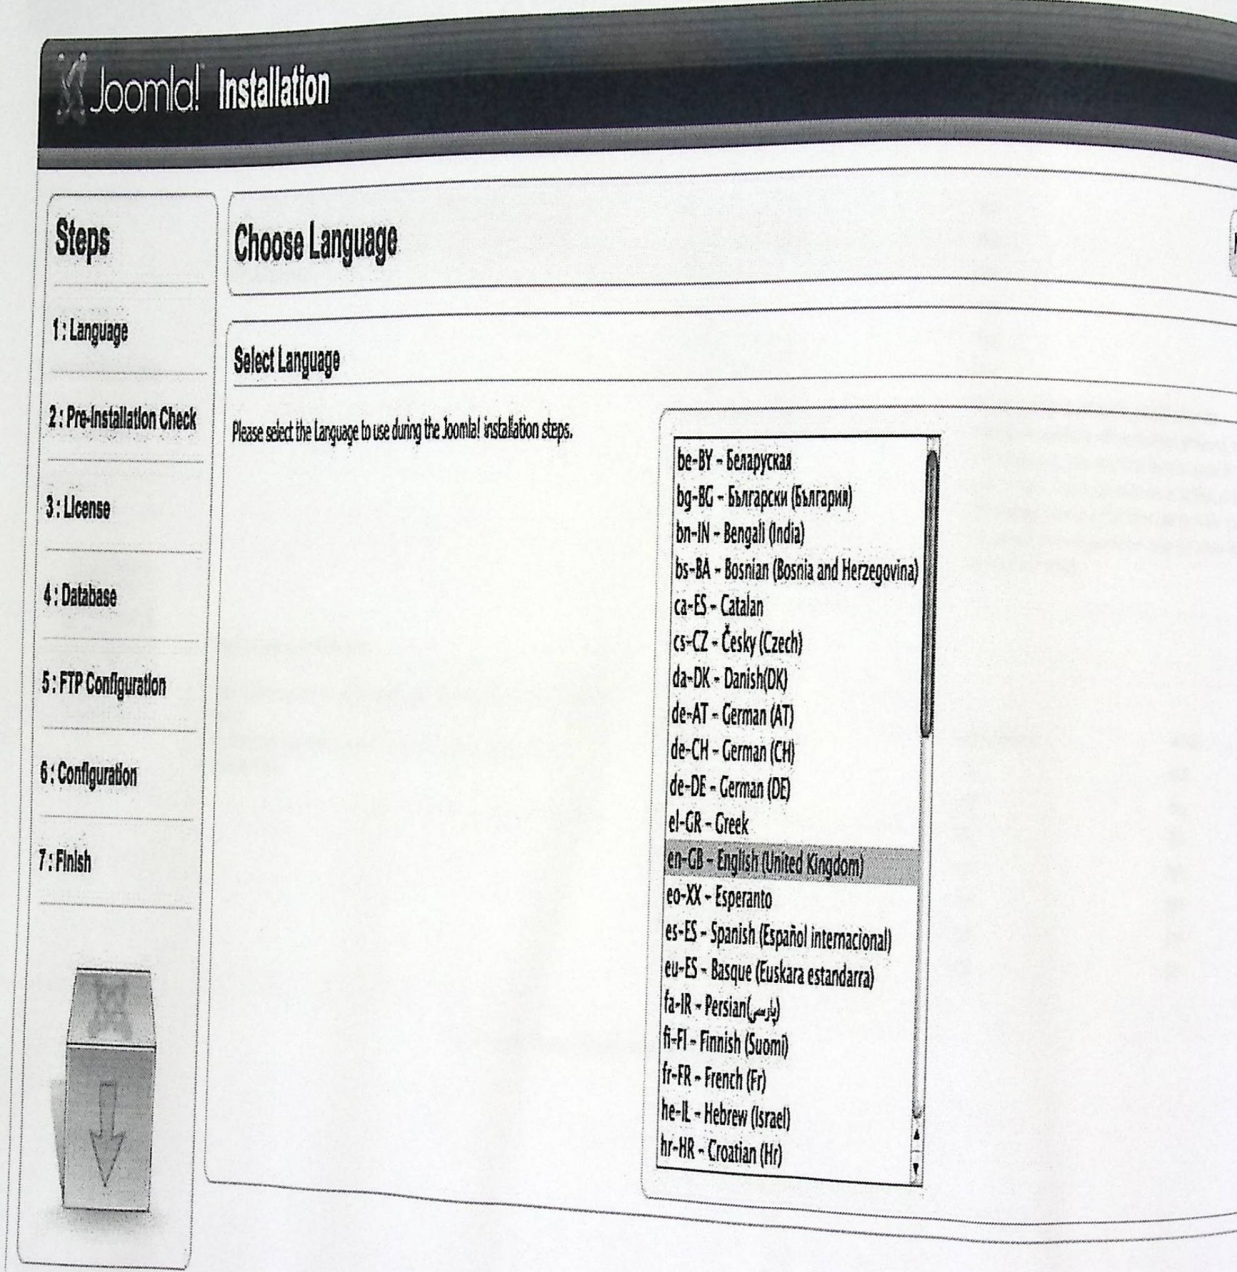 Joomla! Installation
Steps
1 : Language
2 : Pre-Installation Check
3 : License
4 : Database
5 : FTP Configuration
6 : Configuration
7 : Finish
Choose Language
Select Language
Please select the Language to use during the Joomla! installation steps.
be-BY - Беларуская
bg-BG - Български (България)
bn-IN - Bengali (India)
bs-BA - Bosnian (Bosnia and Herzegovina)
ca-ES - Catalan
cs-CZ - Česky (Czech)
da-DK - Danish(DK)
de-AT - German (AT)
de-CH - German (CH)
de-DE - German (DE)
el-GR - Greek
en-GB - English (United Kingdom)
eo-XX - Esperanto
es-ES - Spanish (Español internacional)
eu-ES - Basque (Euskara estandarra)
fa-IR - Persian(پارسی)
fi-FI - Finnish (Suomi)
fr-FR - French (Fr)
he-IL - Hebrew (Israel)
hr-HR - Croatian (Hr)